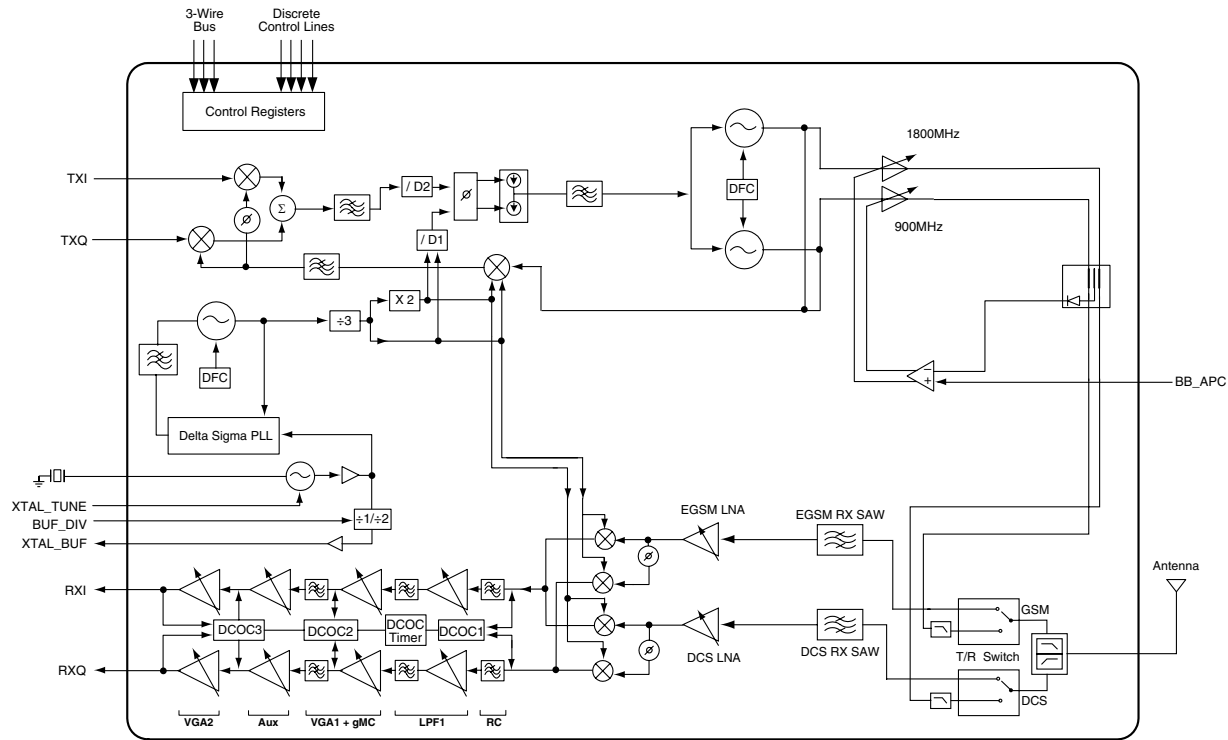 3-Wire
Bus
Discrete
Control Lines
Control Registers
1800MHz
TXI
/ D2
ø
DFC
ø
Σ
900MHz
TXQ
/ D1
X 2
÷3
DFC
BB_APC
Delta Sigma PLL
XTAL_TUNE
BUF_DIV
÷1/÷2
XTAL_BUF
EGSM LNA
EGSM RX SAW
ø
Antenna
RXI
GSM
DCOC3
DCOC2
DCOC
Timer
DCOC1
DCS LNA
DCS RX SAW
T/R Switch
ø
RXQ
DCS
VGA2
Aux
VGA1 + gMC
LPF1
RC